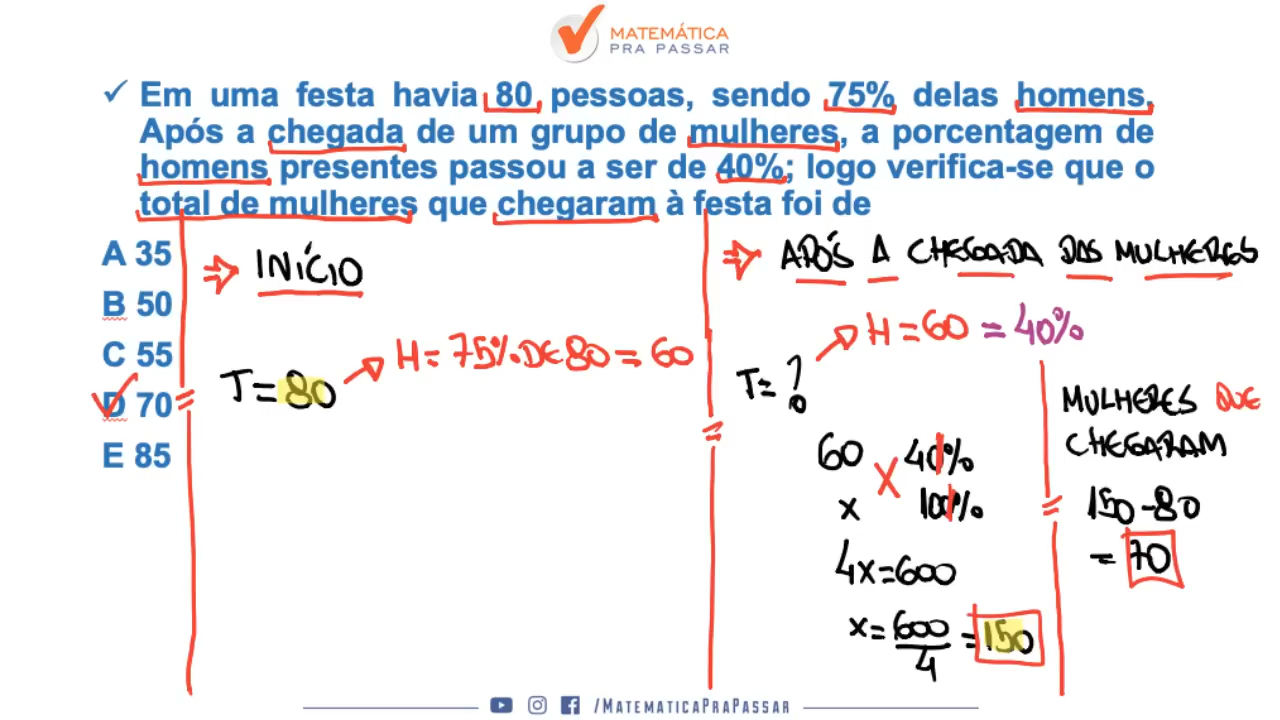 MATEMÁTICA
PRA PASSAR
Em uma festa havia 80 pessoas, sendo 75% delas homens.
Após a chegada de um grupo de mulheres, a porcentagem de
homens presentes passou a ser de 40%; logo verifica-se que o
total de mulheres que chegaram à festa foi de
A 35
B 50
C 55
D 70
E 85
INÍCIO
T = 80
H = 75% DE 80 = 60
APÓS A CHEGADA DAS MULHERES
H = 60 = 40%
T = ?
60 40%
x 100%
4x = 600
x = 600/4 = 150
MULHERES QUE
CHEGARAM
150 - 80
= 70
/MATEMATICAPRAPASSAR